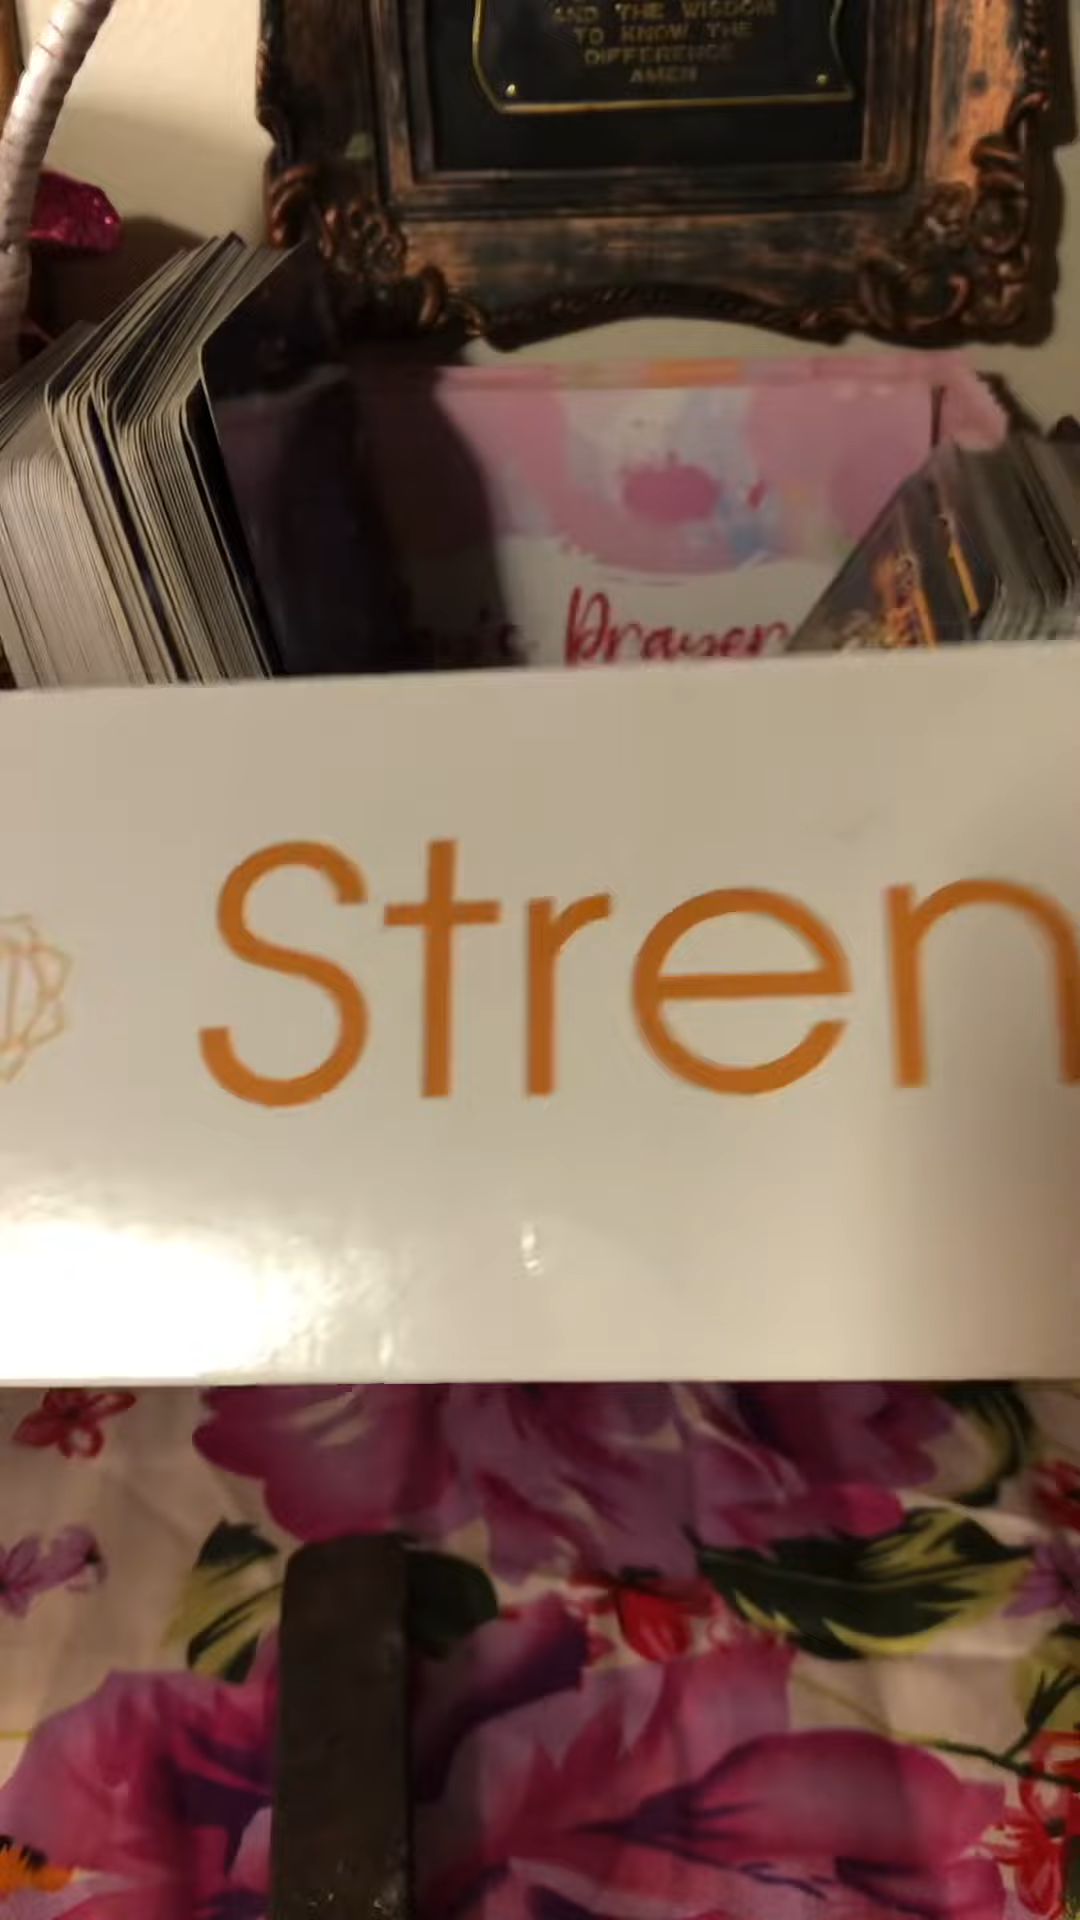 AND THE WISDOM
TO KNOW THE
DIFFERENCE
AMEN
Prayer
Stren